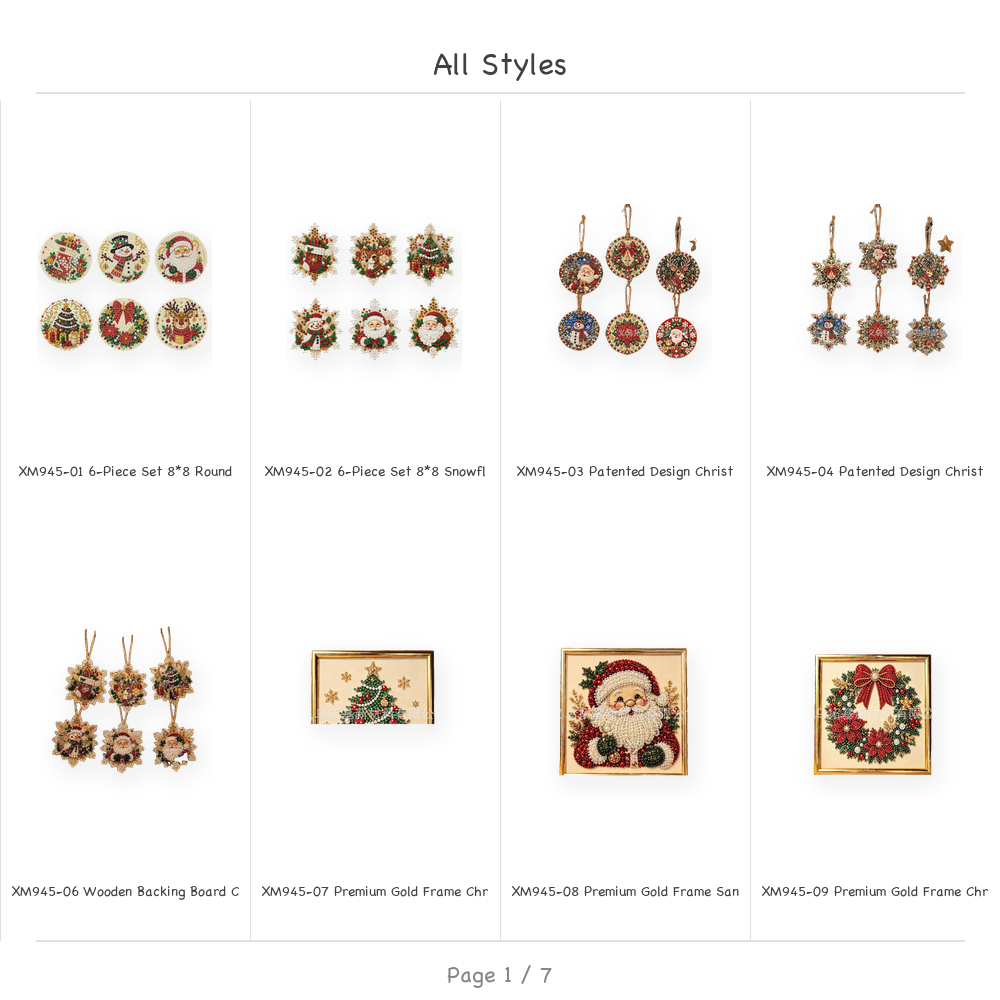 All Styles
XM945-01 6-Piece Set 8*8 Round
XM945-02 6-Piece Set 8*8 Snowfl
XM945-03 Patented Design Christ
XM945-04 Patented Design Christ
XM945-06 Wooden Backing Board C
XM945-07 Premium Gold Frame Chr
XM945-08 Premium Gold Frame San
XM945-09 Premium Gold Frame Chr
Page 1 / 7